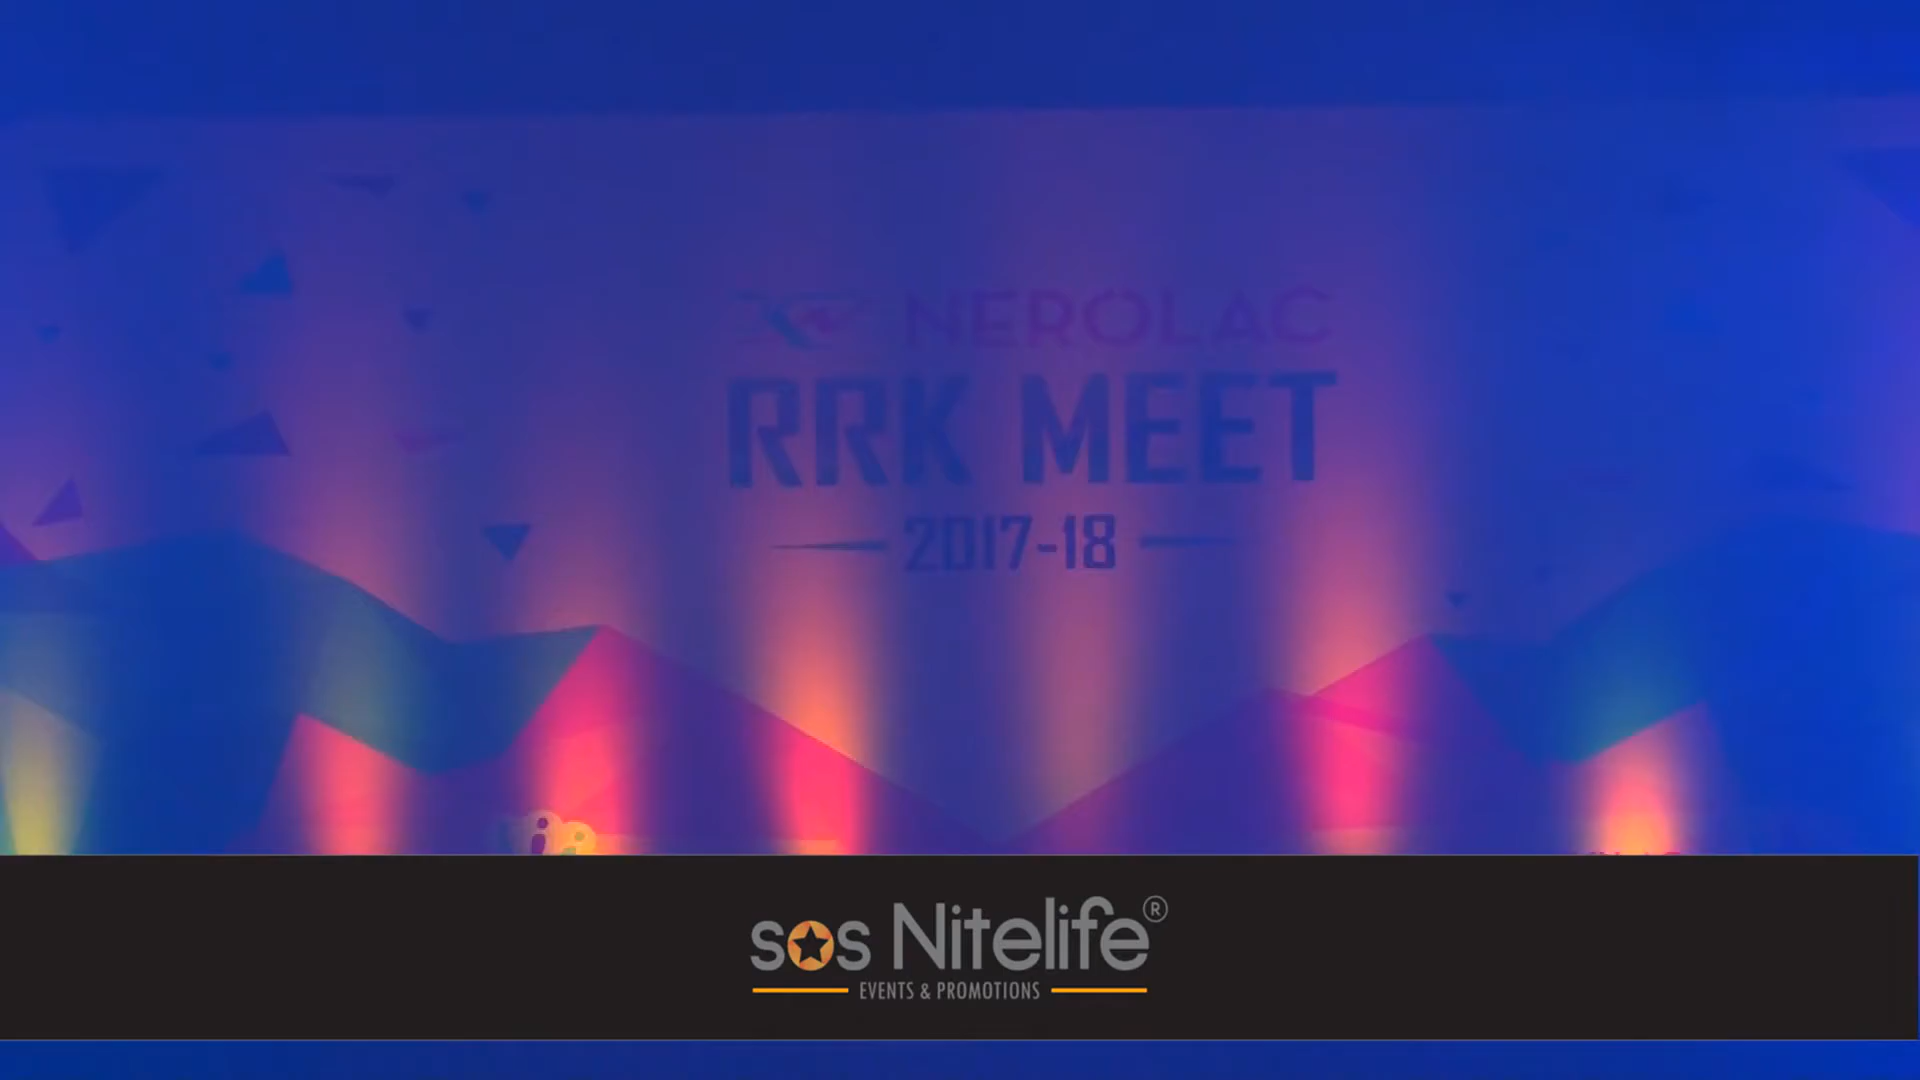 NEROLAC
RRK MEET
2017-18
sos Nitelife®
EVENTS & PROMOTIONS